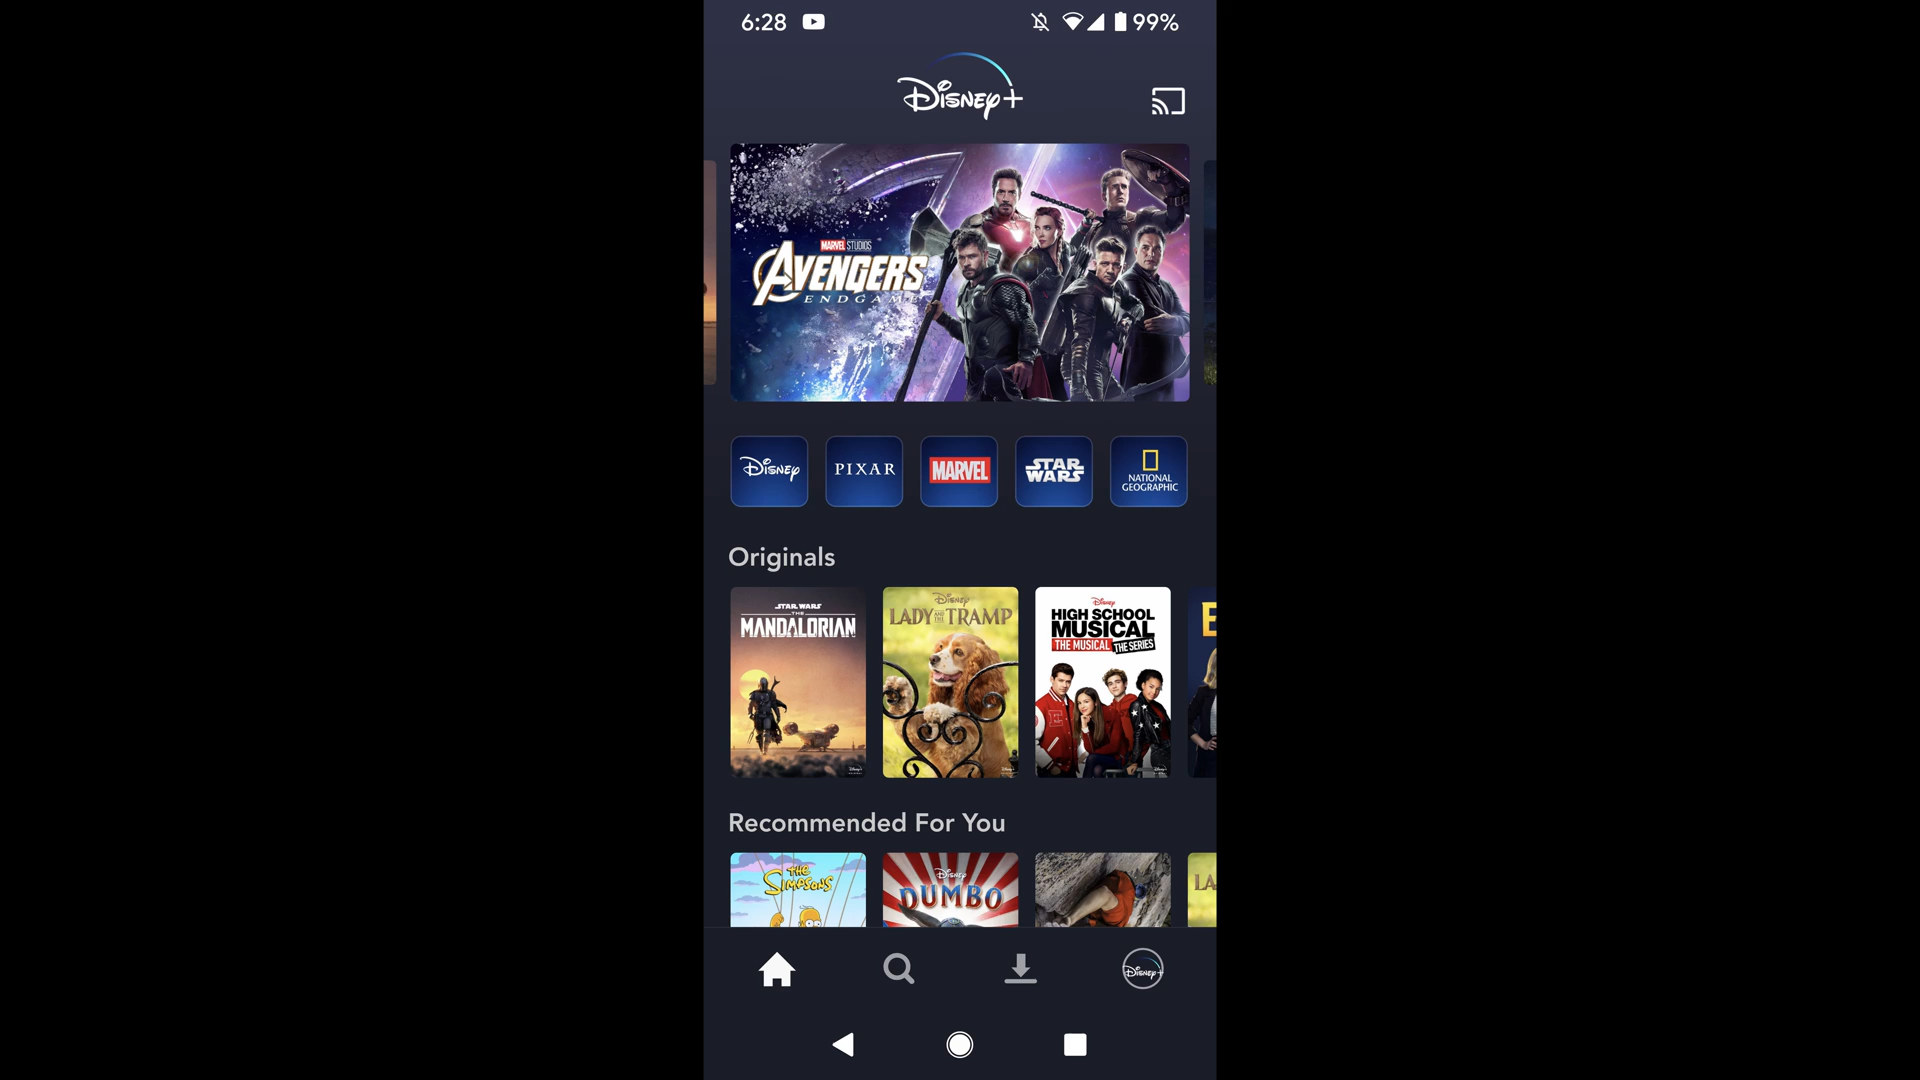 6:28
99%
Disney+
MARVEL STUDIOS
AVENGERS
ENDGAME
Disney
PIXAR
MARVEL
STAR
WARS
NATIONAL
GEOGRAPHIC
Originals
STAR WARS
THE
MANDALORIAN
Disney
LADY AND THE TRAMP
Disney
HIGH SCHOOL
MUSICAL
THE MUSICAL THE SERIES
E
Recommended For You
THE
SIMPSONS
Disney
DUMBO
LA
Disney+